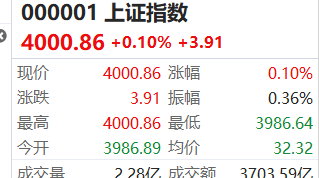 000001 上证指数
4000.86 +0.10% +3.91
现价 4000.86 涨幅 0.10%
涨跌 3.91 振幅 0.36%
最高 4000.86 最低 3986.64
今开 3986.89 均价 32.32
成交量 2.28亿 成交额 3703.59亿